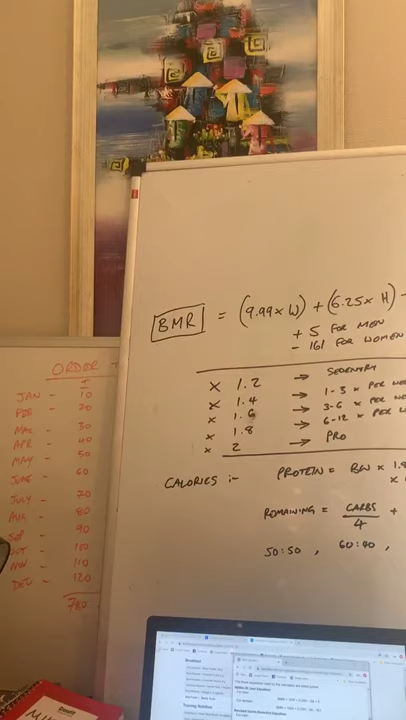 BMR = (9.99 x W) + (6.25 x H) -
+ 5 FOR MEN
- 161 FOR WOMEN
x 1.2 → SEDENTRY
x 1.4 → 1-3 x PER WE
x 1.6 → 3-6 x PER W
x 1.8 → 6-12 x PER W
x 2 → PRO
CALORIES :- PROTEIN = BW x 1.8
x
REMAINING = CARBS +
4
50:50 , 60:40 ,
ORDER
JAN - 10
FEB - 20
MAR - 30
APR - 40
MAY - 50
JUNE - 60
JULY - 70
AUG - 80
SEP - 90
OCT - 100
NOV - 110
DEC - 120
780